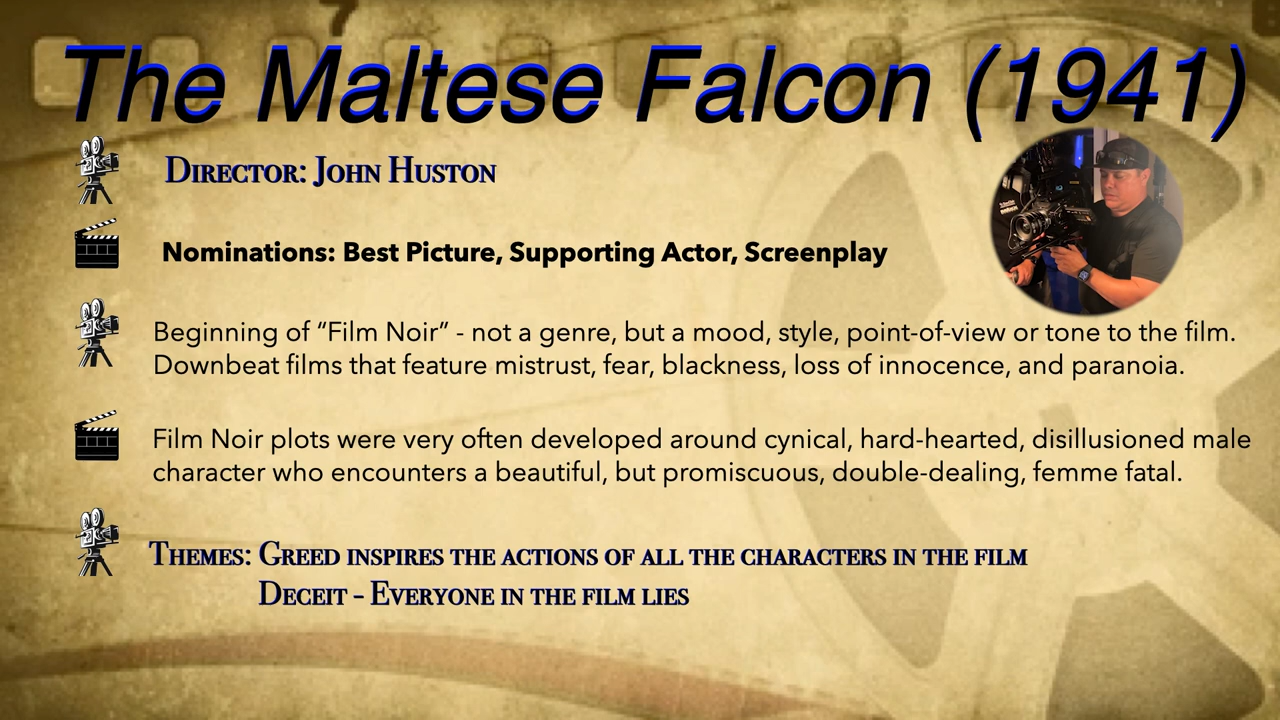 The Maltese Falcon (1941)
Director: John Huston
Nominations: Best Picture, Supporting Actor, Screenplay
Beginning of “Film Noir” - not a genre, but a mood, style, point-of-view or tone to the film.
Downbeat films that feature mistrust, fear, blackness, loss of innocence, and paranoia.
Film Noir plots were very often developed around cynical, hard-hearted, disillusioned male
character who encounters a beautiful, but promiscuous, double-dealing, femme fatal.
Themes: Greed inspires the actions of all the characters in the film
Deceit - Everyone in the film lies